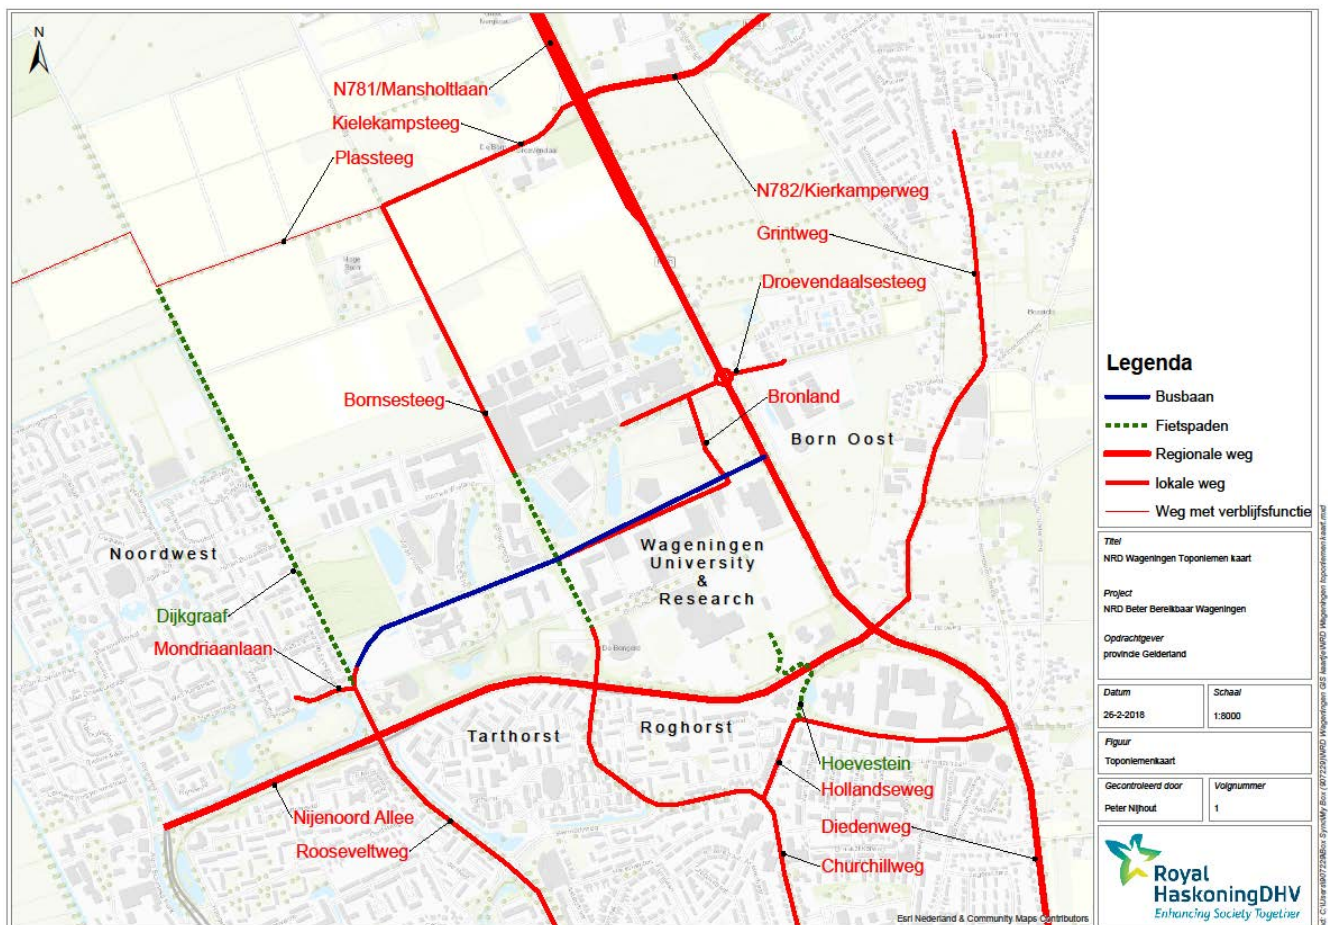 N
N781/Mansholtlaan
Kielekampsteeg
Plassteeg
N782/Kierkamperweg
Grintweg
Droevendaalsesteeg
Bornsesteeg
Bronland
Born Oost
Noordwest
Wageningen
University
&
Research
Dijkgraaf
Mondriaanlaan
Tarthorst
Roghorst
Hoevestein
Hollandseweg
Nijenoord Allee
Diedenweg
Rooseveltweg
Churchillweg
Esri Nederland & Community Maps Contributors
Legenda
Busbaan
Fietspaden
Regionale weg
lokale weg
Weg met verblijfsfunctie
Titel
NRD Wageningen Toponiemen kaart
Project
NRD Beter Bereikbaar Wageningen
Opdrachtgever
provincie Gelderland
Datum
26-2-2018
Schaal
1:8000
Figuur
Toponiemenkaart
Gecontroleerd door
Peter Nijhout
Volgnummer
1
Royal
HaskoningDHV
Enhancing Society Together